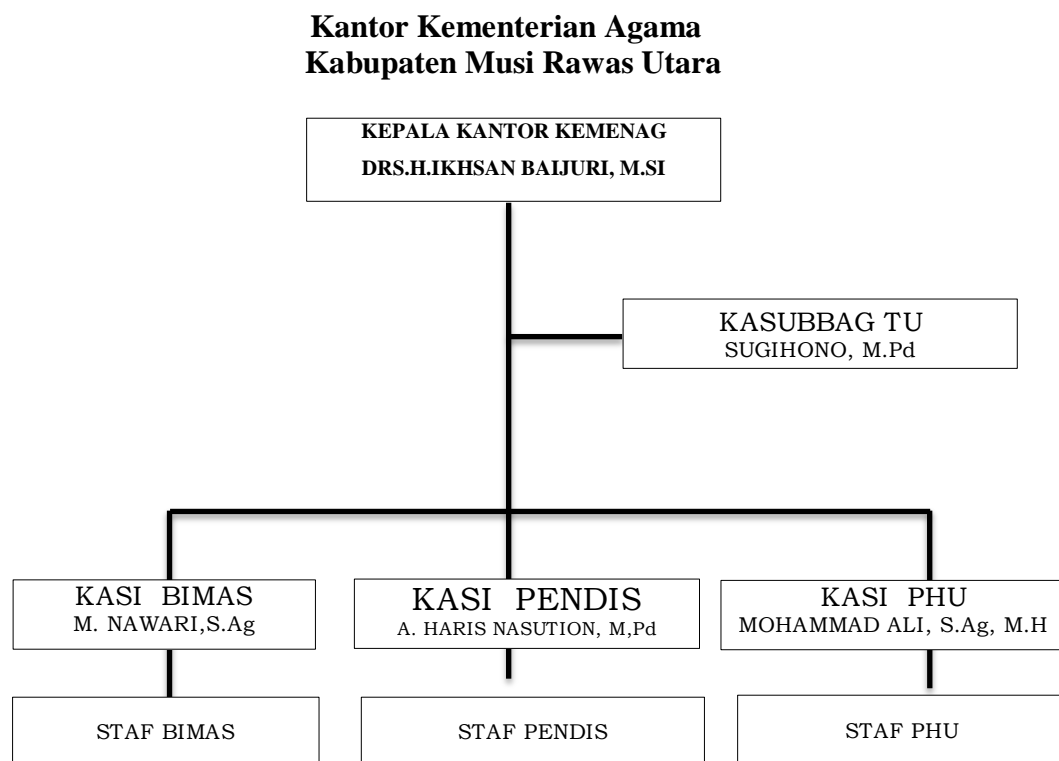 Kantor Kementerian Agama
Kabupaten Musi Rawas Utara
KEPALA KANTOR KEMENAG
DRS.H.IKHSAN BAIJURI, M.SI
KASUBBAG TU
SUGIHONO, M.Pd
KASI BIMAS
M. NAWARI,S.Ag
KASI PENDIS
A. HARIS NASUTION, M,Pd
KASI PHU
MOHAMMAD ALI, S.Ag, M.H
STAF BIMAS
STAF PENDIS
STAF PHU